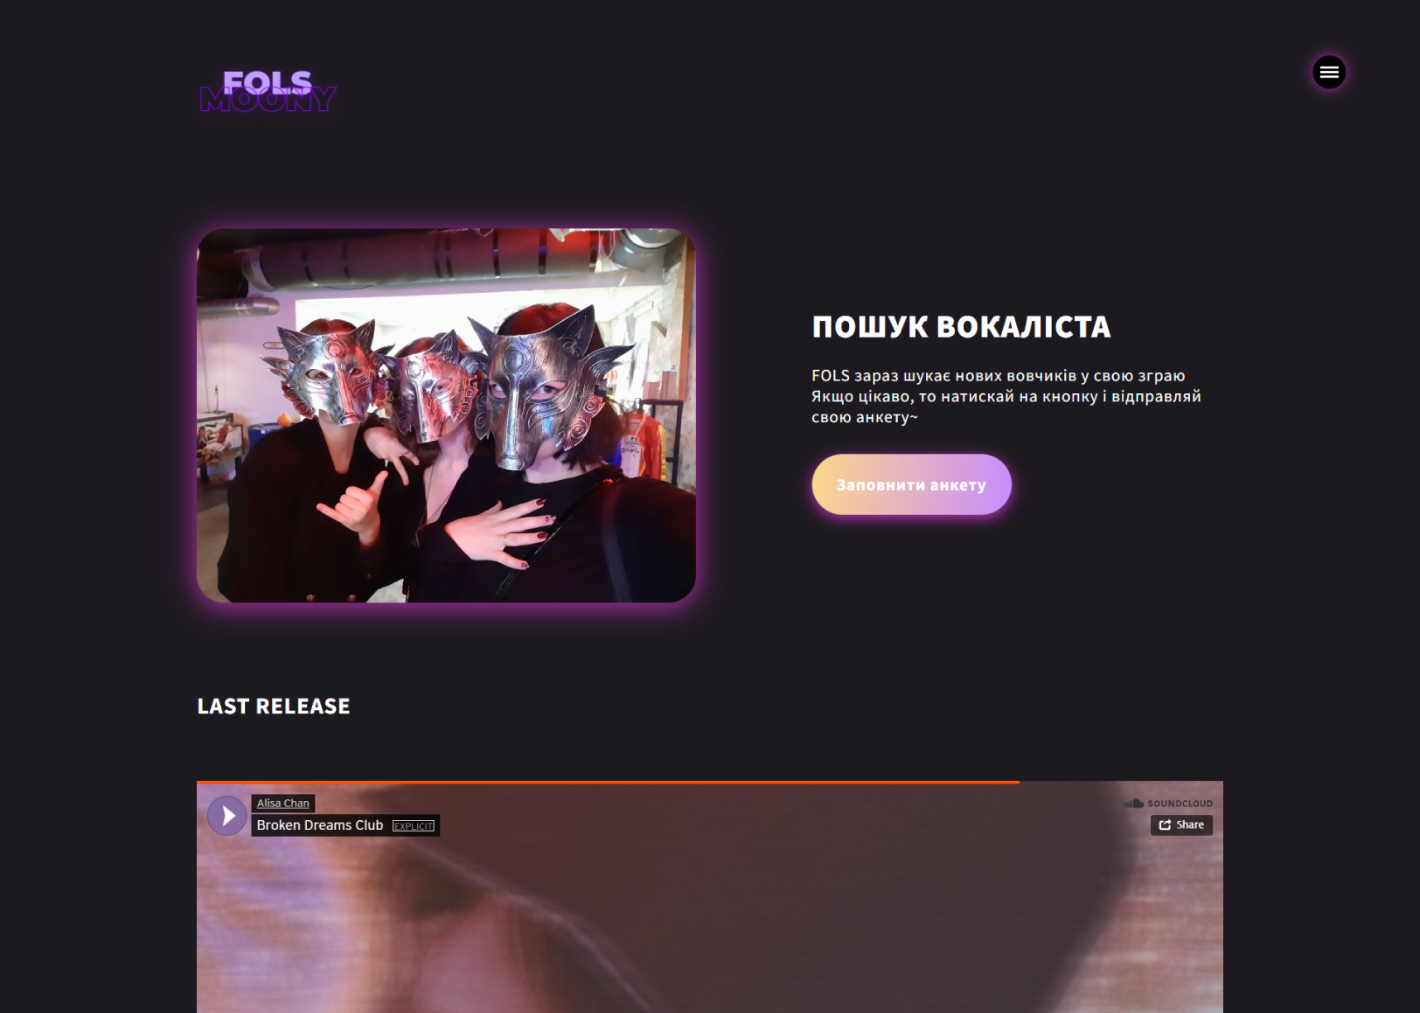 FOLS
MOONY
ПОШУК ВОКАЛІСТА
FOLS зараз шукає нових вовчиків у свою зграю
Якщо цікаво, то натискай на кнопку і відправляй
свою анкету~
Заповнити анкету
LAST RELEASE
Alisa Chan
SOUNDCLOUD
Broken Dreams Club EXPLICIT
Share